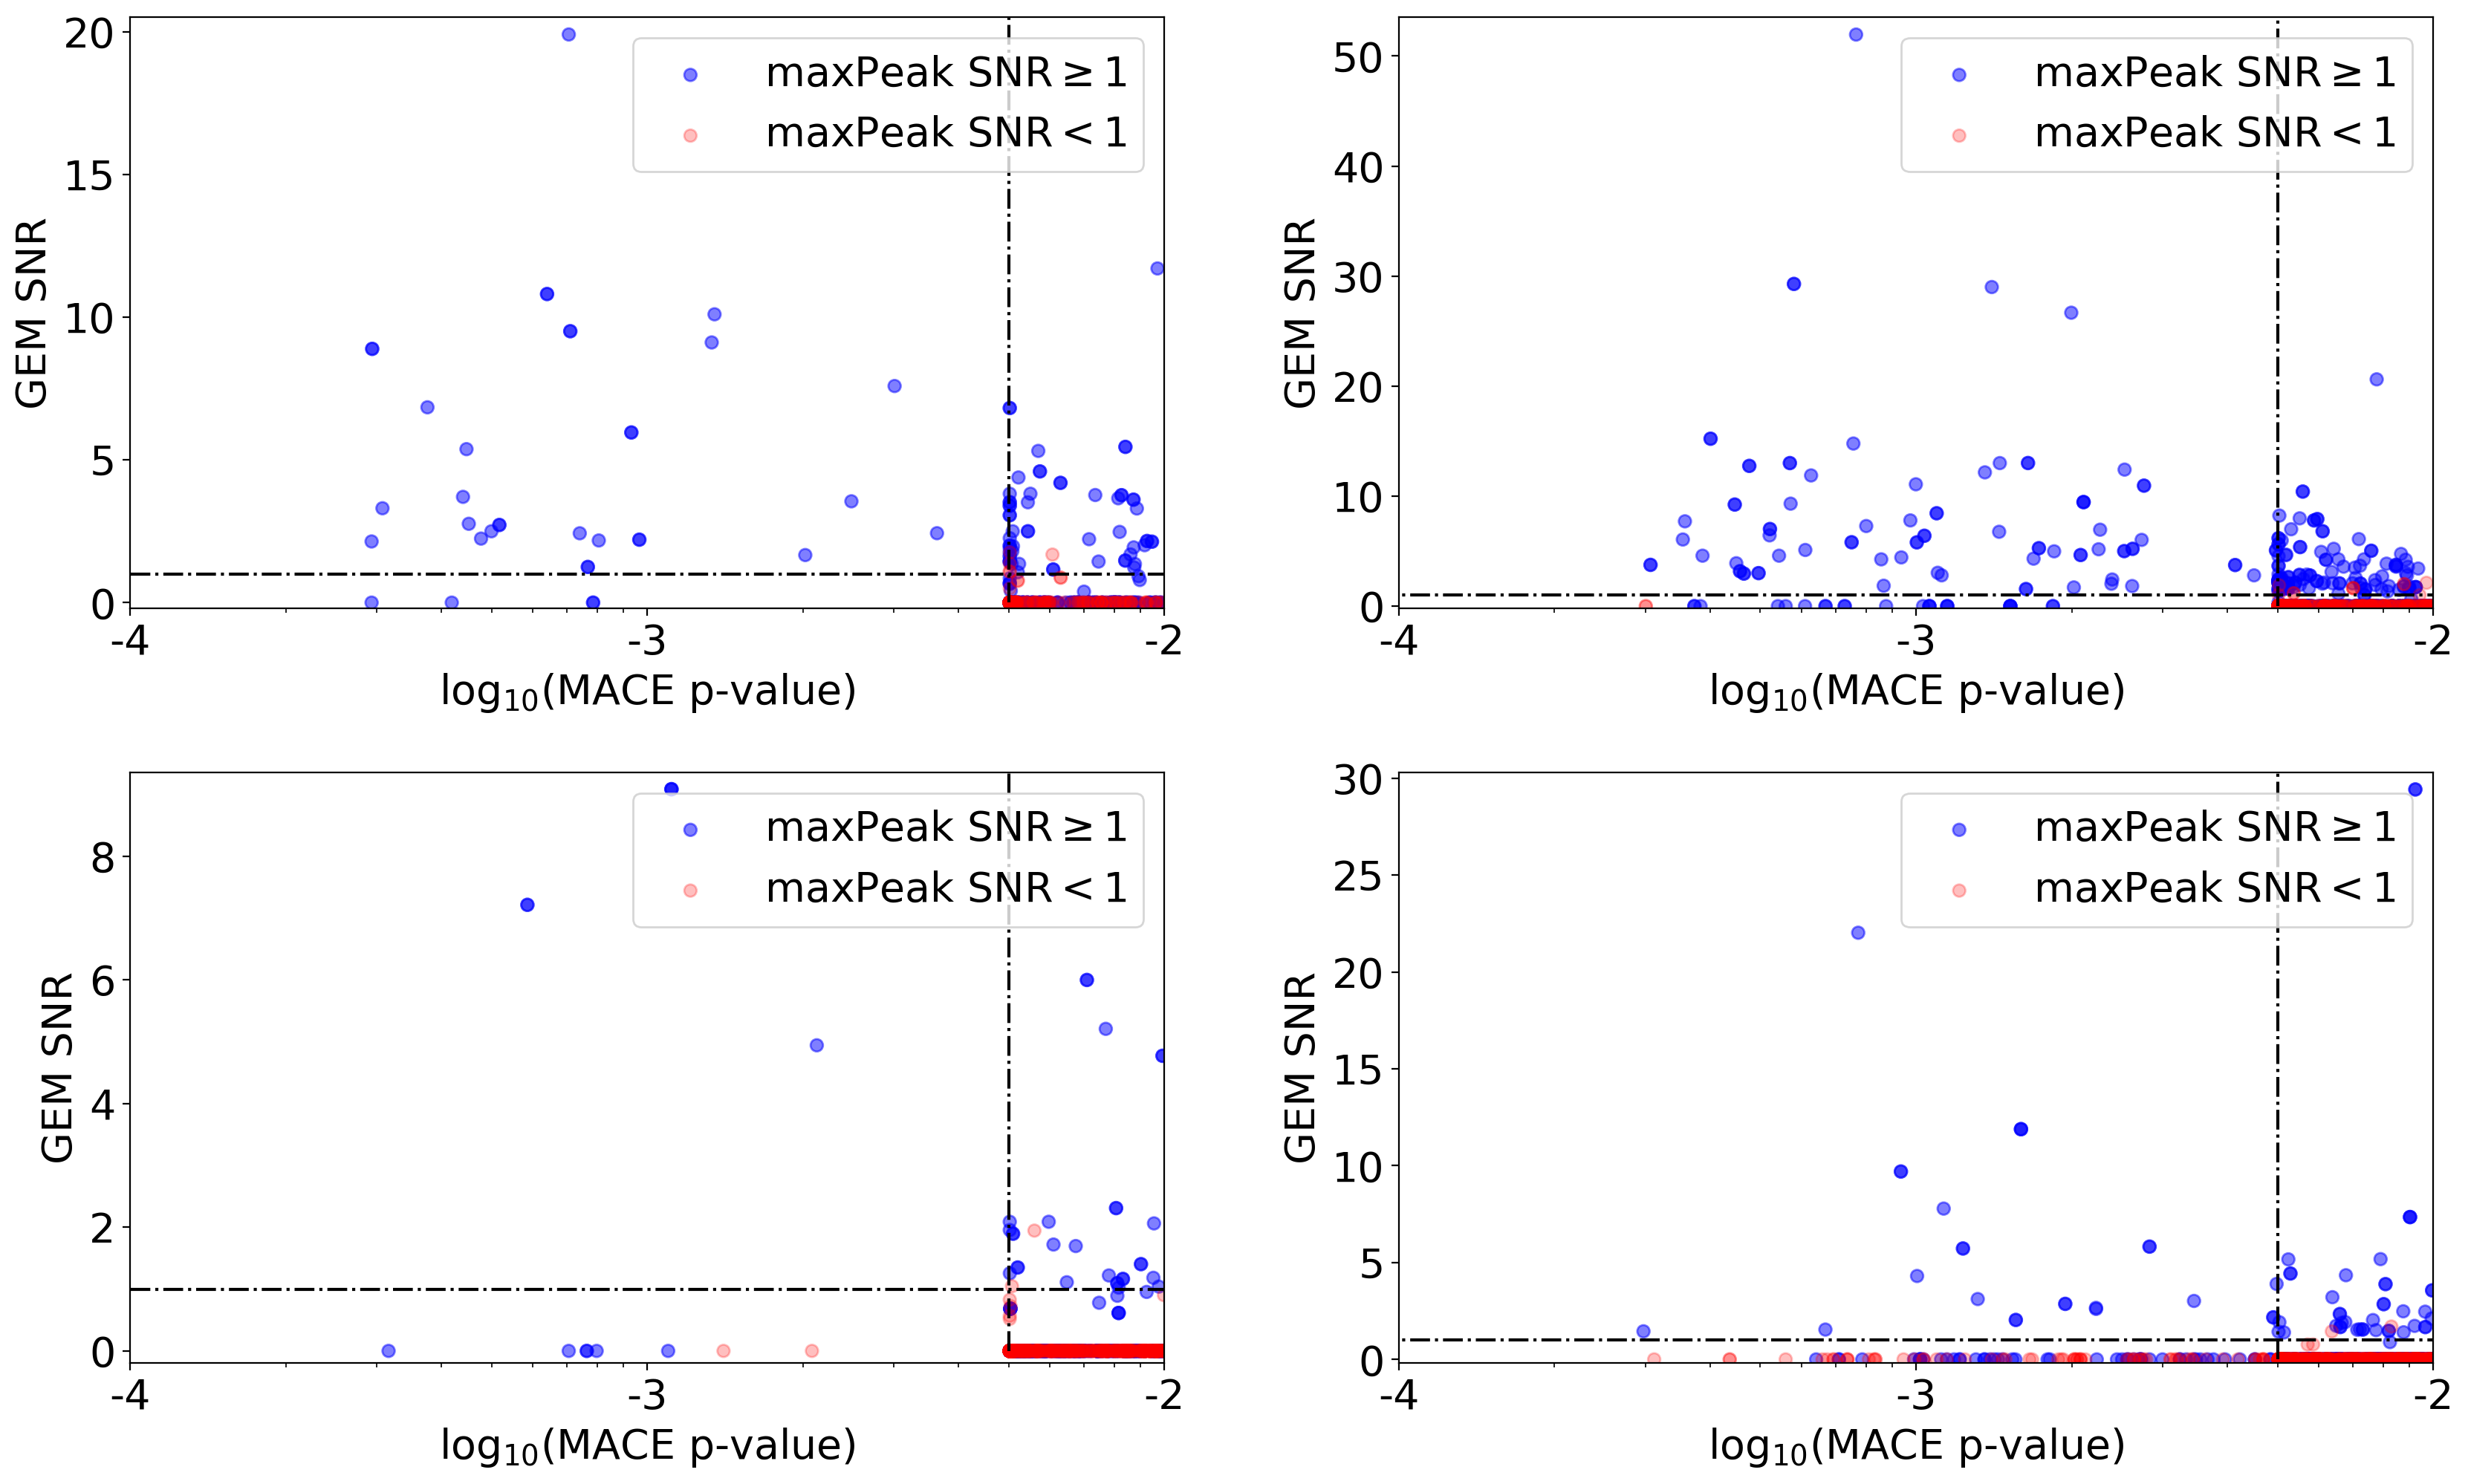 20
15
10
5
0
GEM SNR
maxPeak SNR ≥ 1
maxPeak SNR < 1
-4
-3
-2
log₁₀(MACE p-value)
50
40
30
20
10
0
GEM SNR
maxPeak SNR ≥ 1
maxPeak SNR < 1
-4
-3
-2
log₁₀(MACE p-value)
8
6
4
2
0
GEM SNR
maxPeak SNR ≥ 1
maxPeak SNR < 1
-4
-3
-2
log₁₀(MACE p-value)
30
25
20
15
10
5
0
GEM SNR
maxPeak SNR ≥ 1
maxPeak SNR < 1
-4
-3
-2
log₁₀(MACE p-value)